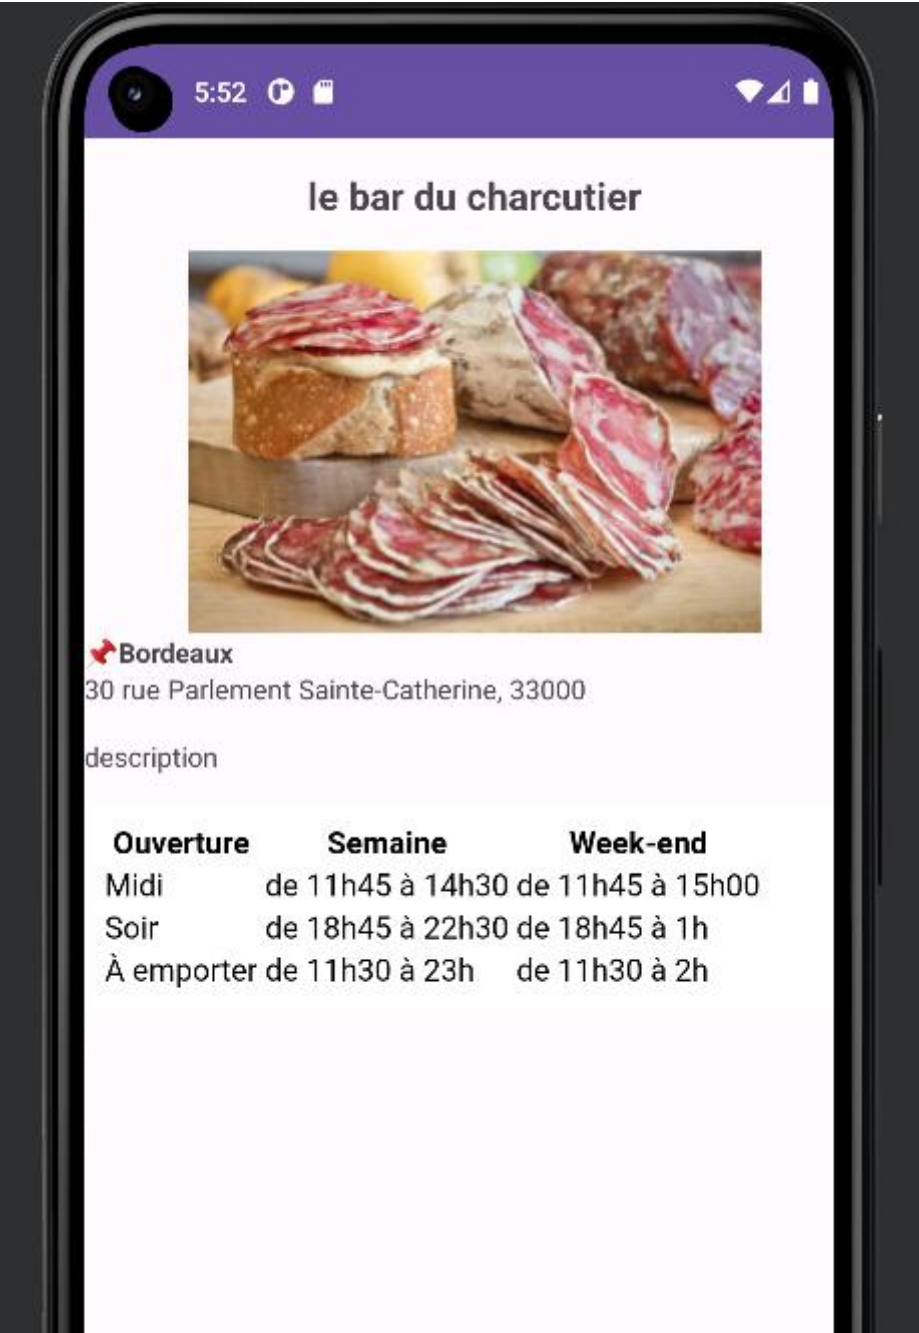 5:52
le bar du charcutier
📌Bordeaux
30 rue Parlement Sainte-Catherine, 33000
description
Ouverture Semaine Week-end
Midi de 11h45 à 14h30 de 11h45 à 15h00
Soir de 18h45 à 22h30 de 18h45 à 1h
À emporter de 11h30 à 23h de 11h30 à 2h